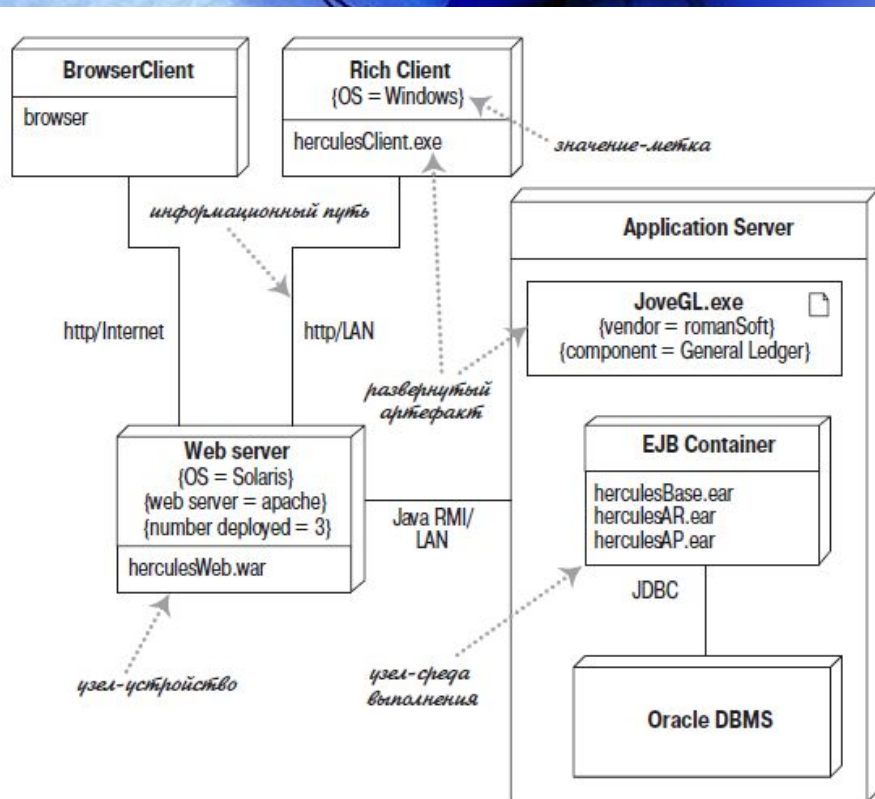 BrowserClient
browser
Rich Client
{OS = Windows}
herculesClient.exe
значение-метка
информационный путь
http/Internet
http/LAN
развернутый
артефакт
Application Server
JoveGL.exe
{vendor = romanSoft}
{component = General Ledger}
Web server
{OS = Solaris}
{web server = apache}
{number deployed = 3}
herculesWeb.war
Java RMI/
LAN
EJB Container
herculesBase.ear
herculesAR.ear
herculesAP.ear
JDBC
узел-устройство
узел-среда
выполнения
Oracle DBMS